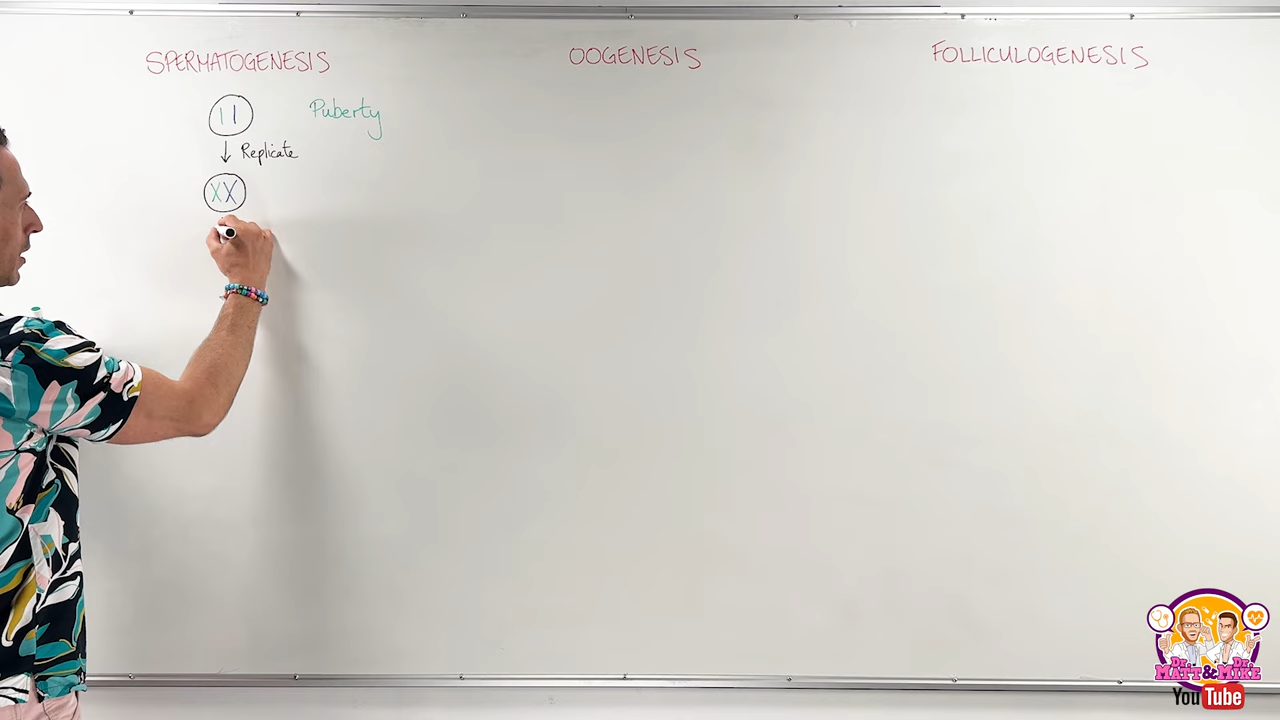 SPERMATOGENESIS
OOGENESIS
FOLLICULOGENESIS
Puberty
Replicate
DR. MATT & DR. MIKE
YouTube